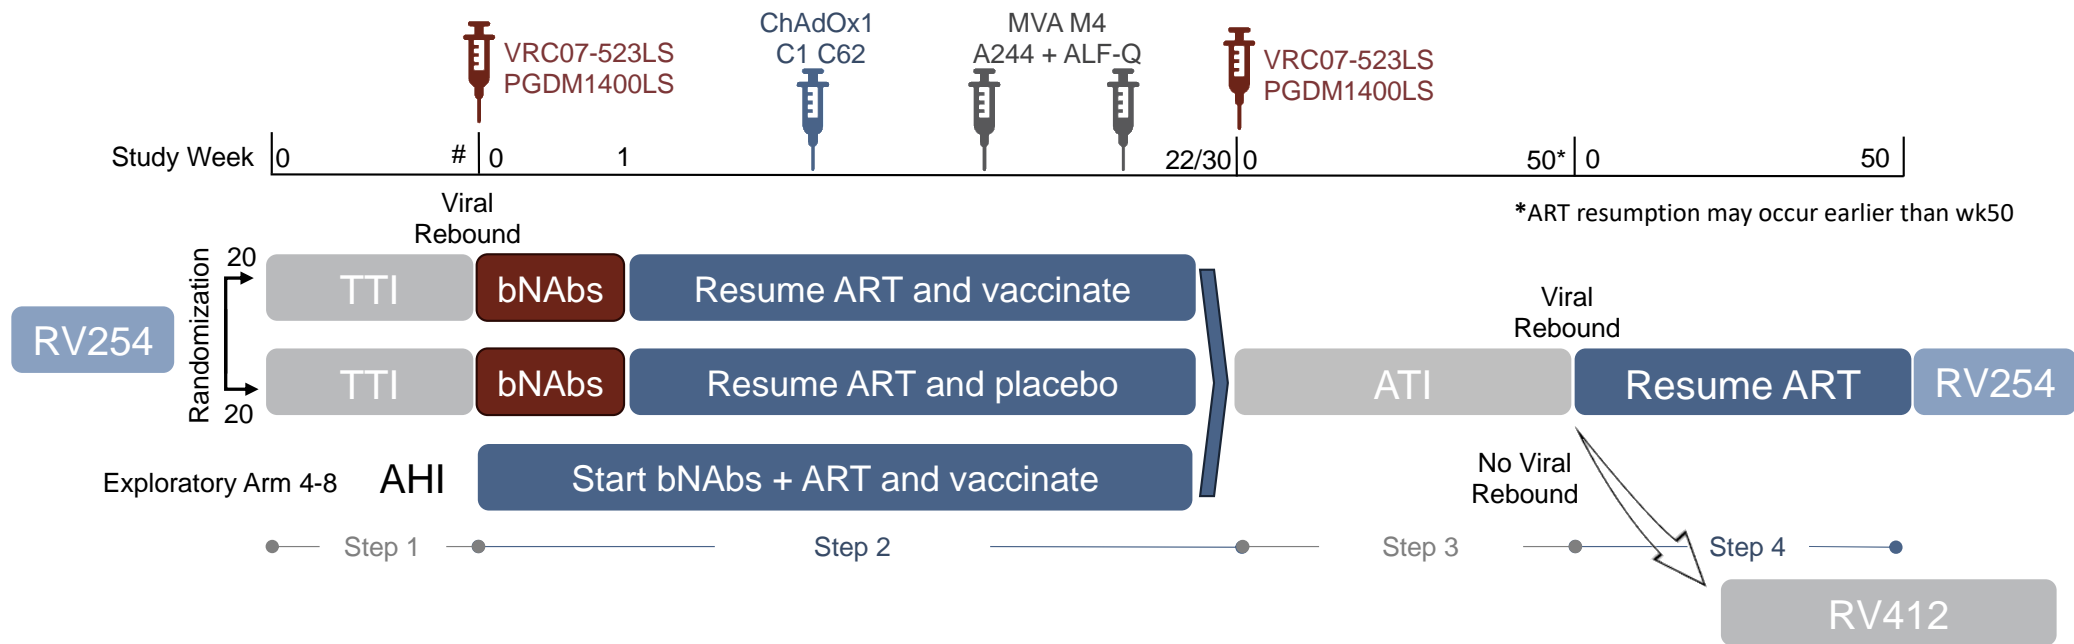 VRC07-523LS
PGDM1400LS
ChAdOx1
C1 C62
MVA M4
A244 + ALF-Q
VRC07-523LS
PGDM1400LS
Study Week 0 # 0 1 22/30 0 50* 0 50
*ART resumption may occur earlier than wk50
Viral
Rebound
RV254
Randomization
20
TTI bNAbs Resume ART and vaccinate
20
TTI bNAbs Resume ART and placebo
Viral
Rebound
ATI Resume ART RV254
Exploratory Arm 4-8 AHI Start bNAbs + ART and vaccinate
No Viral
Rebound
Step 1 Step 2 Step 3 Step 4
RV412